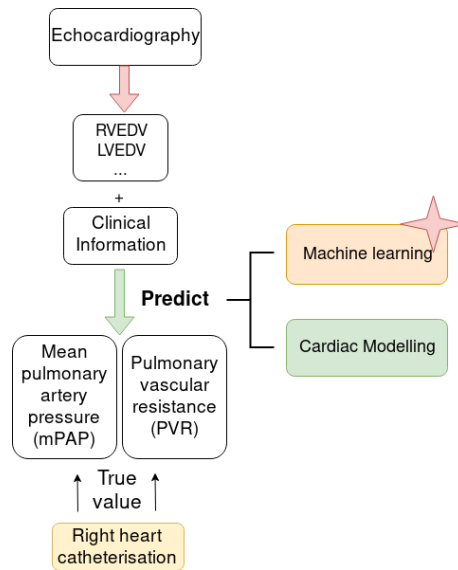 Echocardiography
RVEDV
LVEDV
...
+
Clinical
Information
Predict
Machine learning
Cardiac Modelling
Mean
pulmonary
artery
pressure
(mPAP)
Pulmonary
vascular
resistance
(PVR)
True
value
Right heart
catheterisation